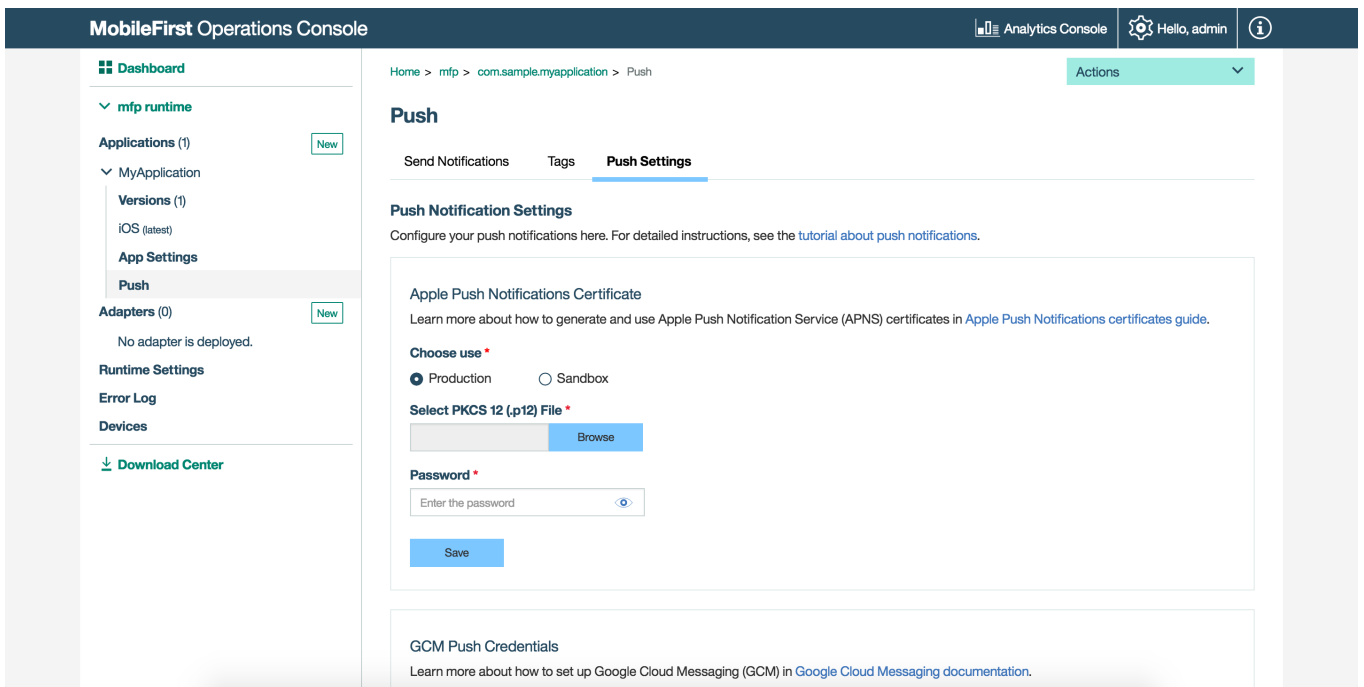 MobileFirst Operations Console
Analytics Console
Hello, admin
Dashboard
mfp runtime
Applications (1)
New
MyApplication
Versions (1)
iOS (latest)
App Settings
Push
Adapters (0)
New
No adapter is deployed.
Runtime Settings
Error Log
Devices
Download Center
Home > mfp > com.sample.myapplication > Push
Actions
Push
Send Notifications
Tags
Push Settings
Push Notification Settings
Configure your push notifications here. For detailed instructions, see the tutorial about push notifications.
Apple Push Notifications Certificate
Learn more about how to generate and use Apple Push Notification Service (APNS) certificates in Apple Push Notifications certificates guide.
Choose use *
Production
Sandbox
Select PKCS 12 (.p12) File *
Browse
Password *
Enter the password
Save
GCM Push Credentials
Learn more about how to set up Google Cloud Messaging (GCM) in Google Cloud Messaging documentation.